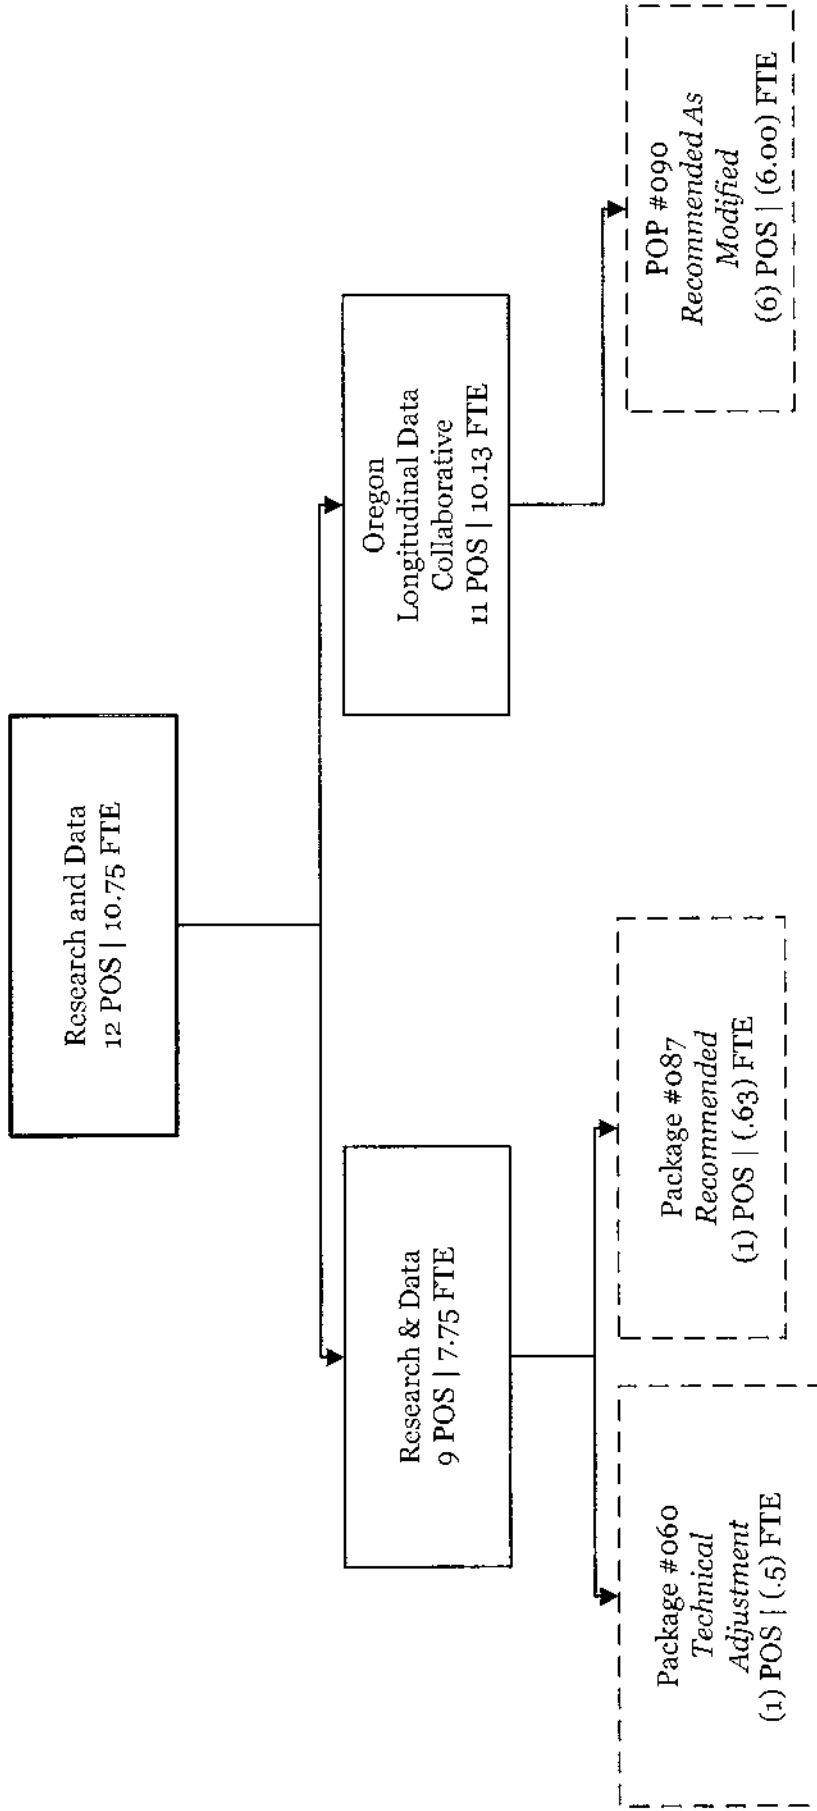 Research and Data
12 POS | 10.75 FTE
Research & Data
9 POS | 7.75 FTE
Oregon
Longitudinal Data
Collaborative
11 POS | 10.13 FTE
Package #060
Technical
Adjustment
(1) POS | (.5) FTE
Package #087
Recommended
(1) POS | (.63) FTE
POP #090
Recommended As
Modified
(6) POS | (6.00) FTE